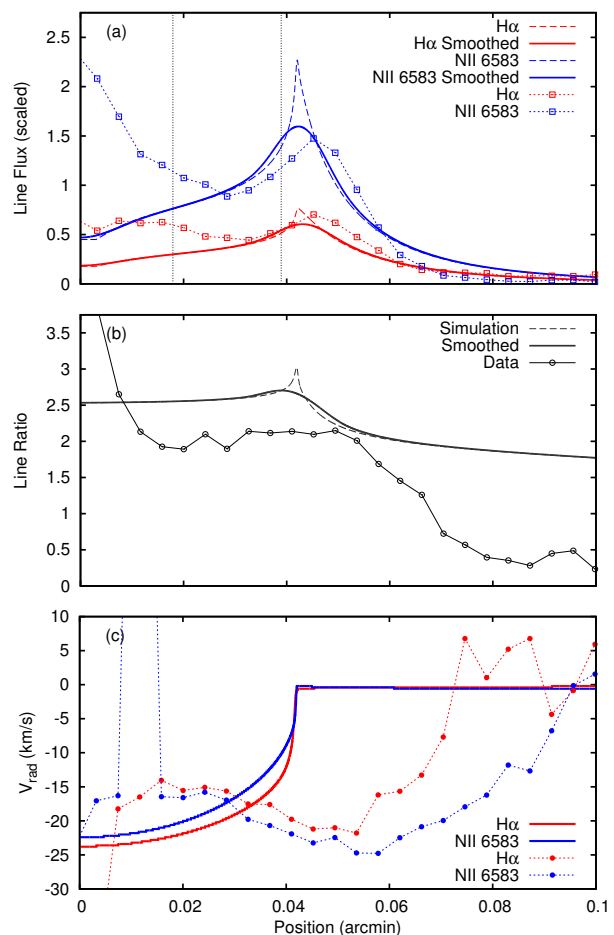 (a)
Hα
Hα Smoothed
NII 6583
NII 6583 Smoothed
Hα
NII 6583
Line Flux (scaled)
2.5
2
1.5
1
0.5
0
(b)
Simulation
Smoothed
Data
Line Ratio
3.5
3
2.5
2
1.5
1
0.5
0
(c)
V_rad (km/s)
10
5
0
-5
-10
-15
-20
-25
-30
Hα
NII 6583
Hα
NII 6583
0 0.02 0.04 0.06 0.08 0.1
Position (arcmin)